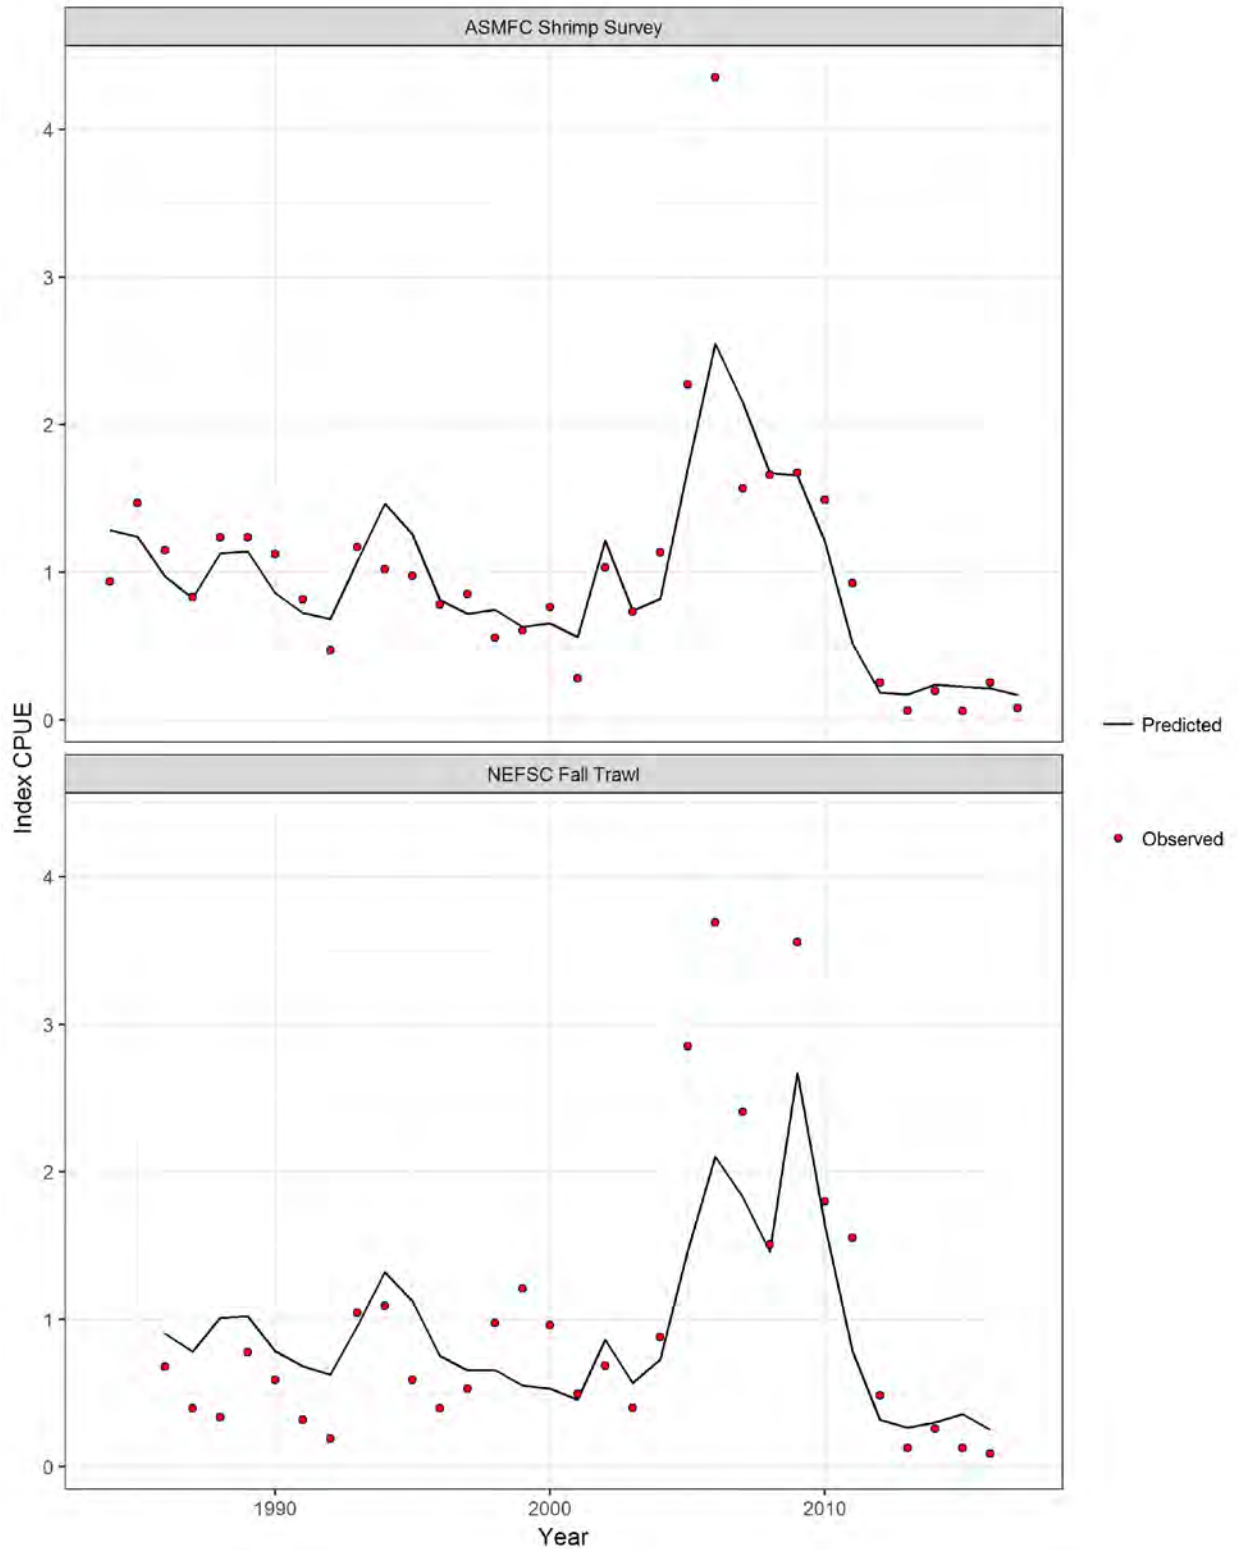 ASMFC Shrimp Survey
4
3
2
1
0
Index CPUE
Predicted
Observed
NEFSC Fall Trawl
4
3
2
1
0
1990 2000 2010
Year